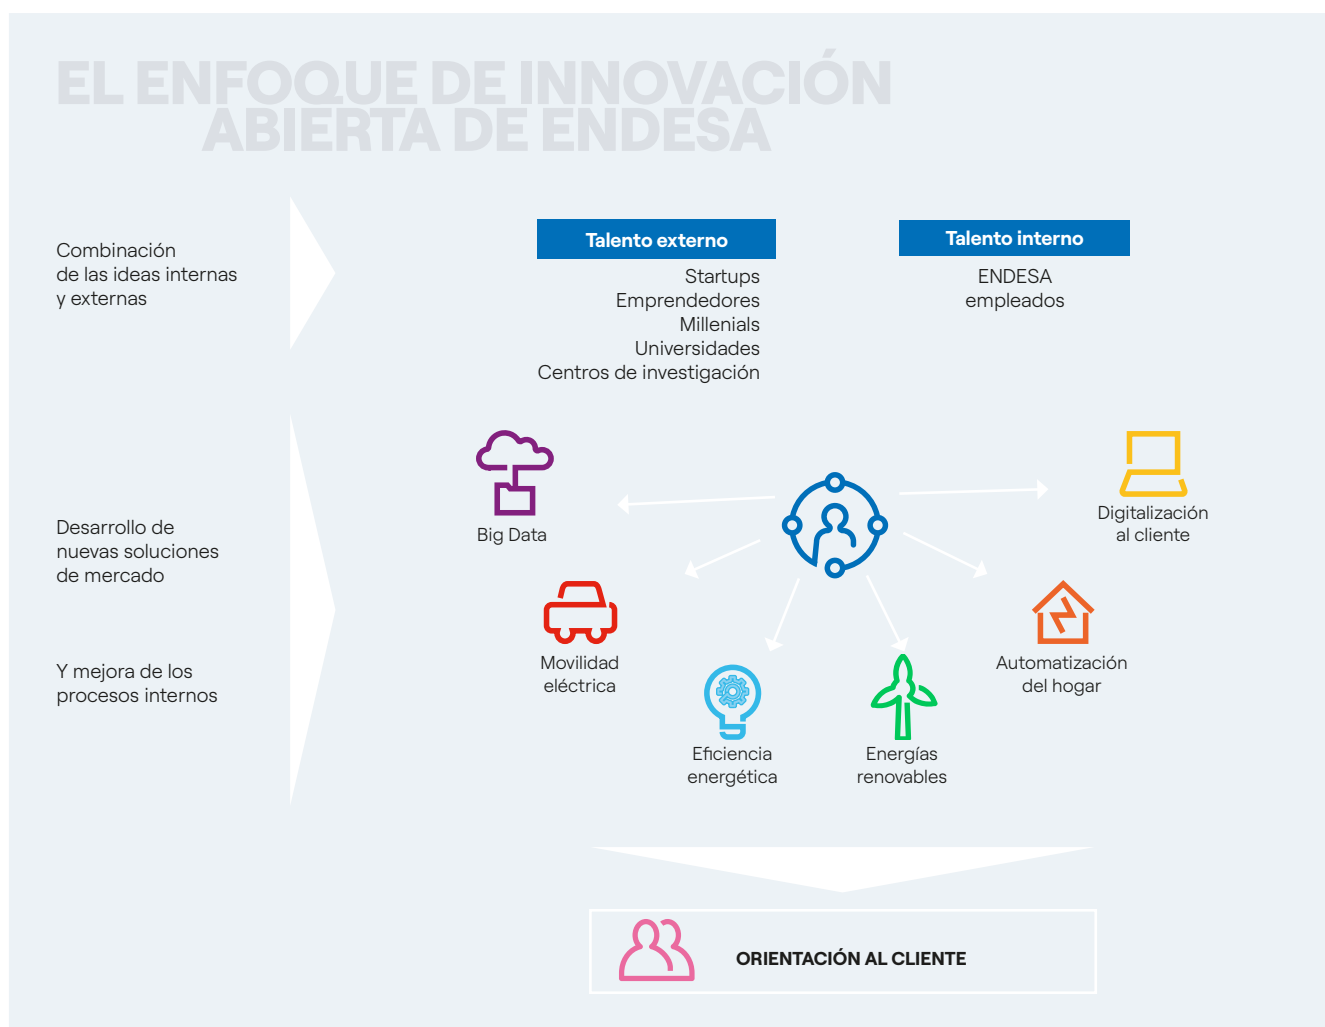 EL ENFOQUE DE INNOVACIÓN
ABIERTA DE ENDESA
Combinación
de las ideas internas
y externas
Talento externo
Startups
Emprendedores
Millenials
Universidades
Centros de investigación
Talento interno
ENDESA
empleados
Desarrollo de
nuevas soluciones
de mercado
Y mejora de los
procesos internos
Big Data
Movilidad
eléctrica
Eficiencia
energética
Energías
renovables
Automatización
del hogar
Digitalización
al cliente
ORIENTACIÓN AL CLIENTE